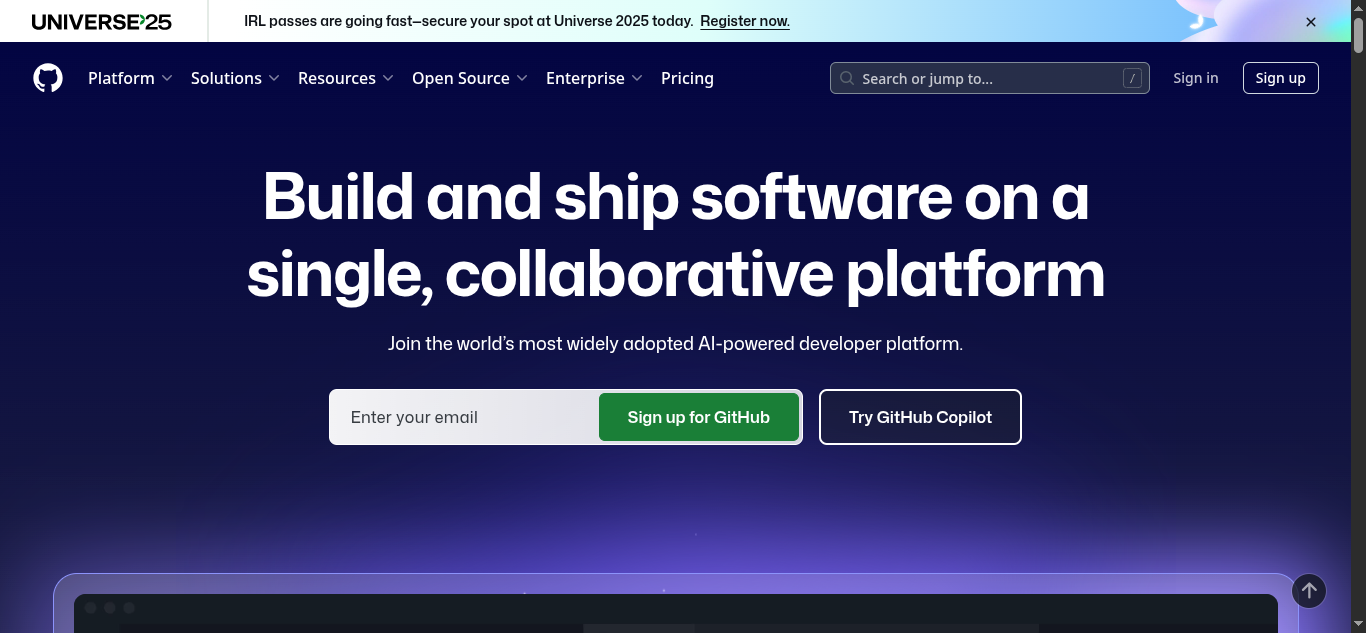 UNIVERSE'25
IRL passes are going fast—secure your spot at Universe 2025 today. Register now.
Platform
Solutions
Resources
Open Source
Enterprise
Pricing
Search or jump to...
/
Sign in
Sign up
Build and ship software on a
single, collaborative platform
Join the world’s most widely adopted AI-powered developer platform.
Enter your email
Sign up for GitHub
Try GitHub Copilot